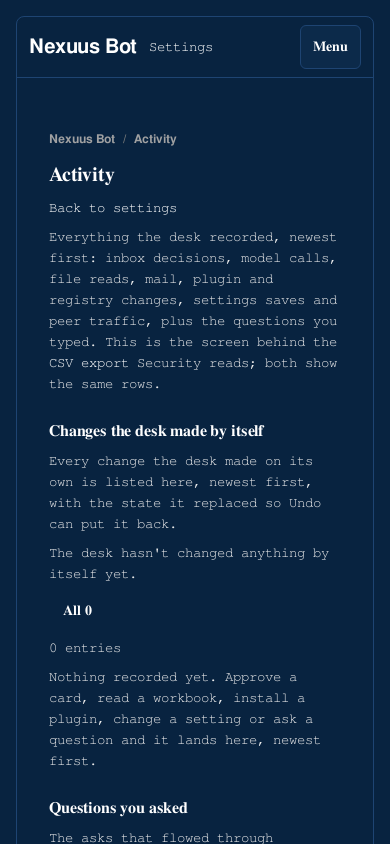 Nexuus Bot Settings Menu
Nexuus Bot / Activity
Activity
Back to settings
Everything the desk recorded, newest
first: inbox decisions, model calls,
file reads, mail, plugin and
registry changes, settings saves and
peer traffic, plus the questions you
typed. This is the screen behind the
CSV export Security reads; both show
the same rows.
Changes the desk made by itself
Every change the desk made on its
own is listed here, newest first,
with the state it replaced so Undo
can put it back.
The desk hasn't changed anything by
itself yet.
All 0
0 entries
Nothing recorded yet. Approve a
card, read a workbook, install a
plugin, change a setting or ask a
question and it lands here, newest
first.
Questions you asked
The asks that flowed through